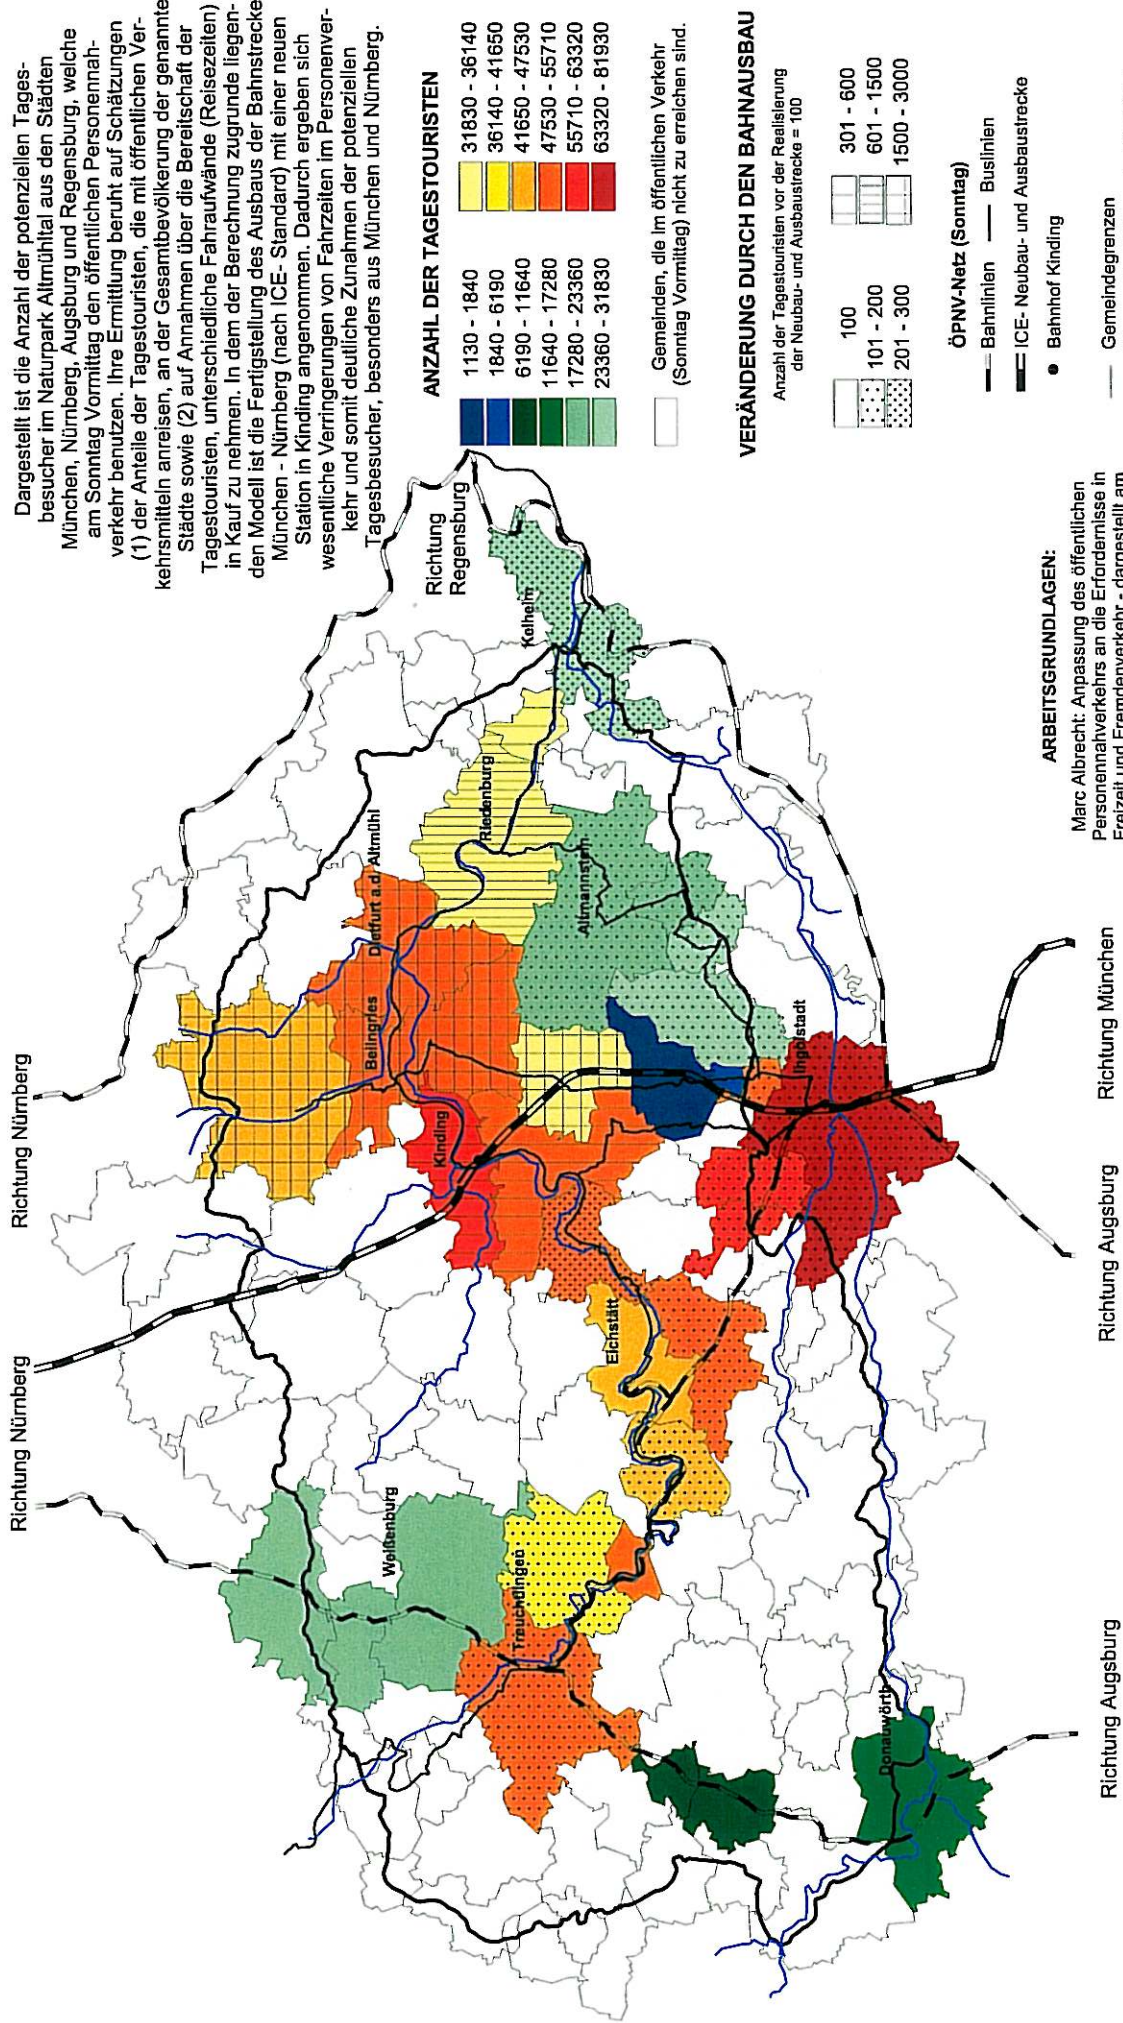 Dargestellt ist die Anzahl der potenziellen Tages-
besucher im Naturpark Altmühltal aus den Städten
München, Nürnberg, Augsburg und Regensburg, welche
am Sonntag Vormittag den öffentlichen Personennah-
verkehr benutzen. Ihre Ermittlung beruht auf Schätzungen
(1) der Anteile der Tagestouristen, die mit öffentlichen Ver-
kehrsmitteln anreisen, an der Gesamtbevölkerung der genannte
Städte sowie (2) auf Annahmen über die Bereitschaft der
Tagestouristen, unterschiedliche Fahraufwände (Reisezeiten)
in Kauf zu nehmen. In dem der Berechnung zugrunde liegen-
den Modell ist die Fertigstellung des Ausbaus der Bahnstrecke
München - Nürnberg (nach ICE- Standard) mit einer neuen
Station in Kinding angenommen. Dadurch ergeben sich
wesentliche Verringerungen von Fahrzeiten im Personenver-
kehr und somit deutliche Zunahmen der potenziellen
Tagesbesucher, besonders aus München und Nürnberg.
ANZAHL DER TAGESTOURISTEN
1130 - 1840
1840 - 6190
6190 - 11640
11640 - 17280
17280 - 23360
23360 - 31830
31830 - 36140
36140 - 41650
41650 - 47530
47530 - 55710
55710 - 63320
63320 - 81930
Gemeinden, die im öffentlichen Verkehr
(Sonntag Vormittag) nicht zu erreichen sind.
VERÄNDERUNG DURCH DEN BAHNAUSBAU
Anzahl der Tagestouristen vor der Realisierung
der Neubau- und Ausbaustrecke = 100
100
101 - 200
201 - 300
301 - 600
601 - 1500
1500 - 3000
ÖPNV-Netz (Sonntag)
Bahnlinien
Buslinien
ICE- Neubau- und Ausbaustrecke
Bahnhof Kinding
Gemeindegrenzen
ARBEITSGRUNDLAGEN:
Marc Albrecht: Anpassung des öffentlichen
Personennahverkehrs an die Erfordernisse in
Freizeit und Fremdenverkehr - dargestellt am
Richtung Nürnberg
Richtung Nürnberg
Richtung
Regensburg
Kelheim
Riedenburg
Dietfurt a.d. Altmühl
Altmannstein
Beilngries
Kinding
Ingolstadt
Eichstätt
Weißenburg
Treuchtlingen
Donauwörth
Richtung Augsburg
Richtung Augsburg
Richtung München